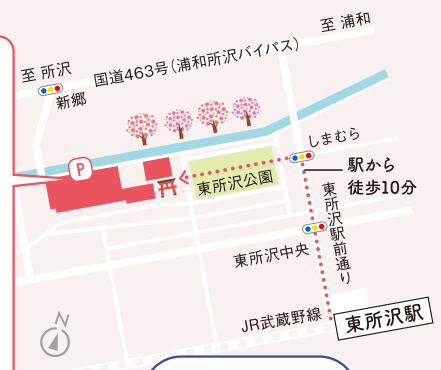 至 浦和
国道463号(浦和所沢バイパス)
至 所沢
新郷
しまむら
P
駅から
徒歩10分
東所沢公園
東所沢駅前通り
東所沢中央
N
JR武蔵野線
東所沢駅